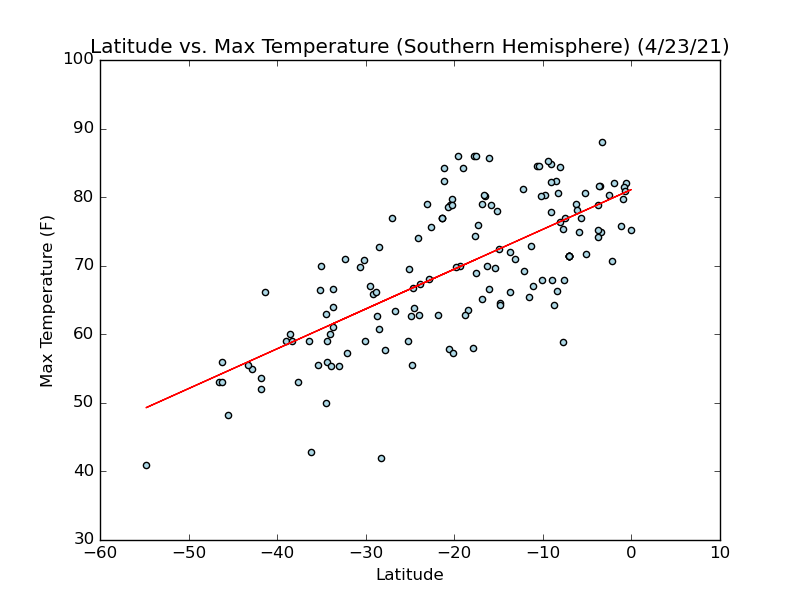 Latitude vs. Max Temperature (Southern Hemisphere) (4/23/21)
100
90
80
70
60
50
40
30
Max Temperature (F)
−60 −50 −40 −30 −20 −10 0 10
Latitude